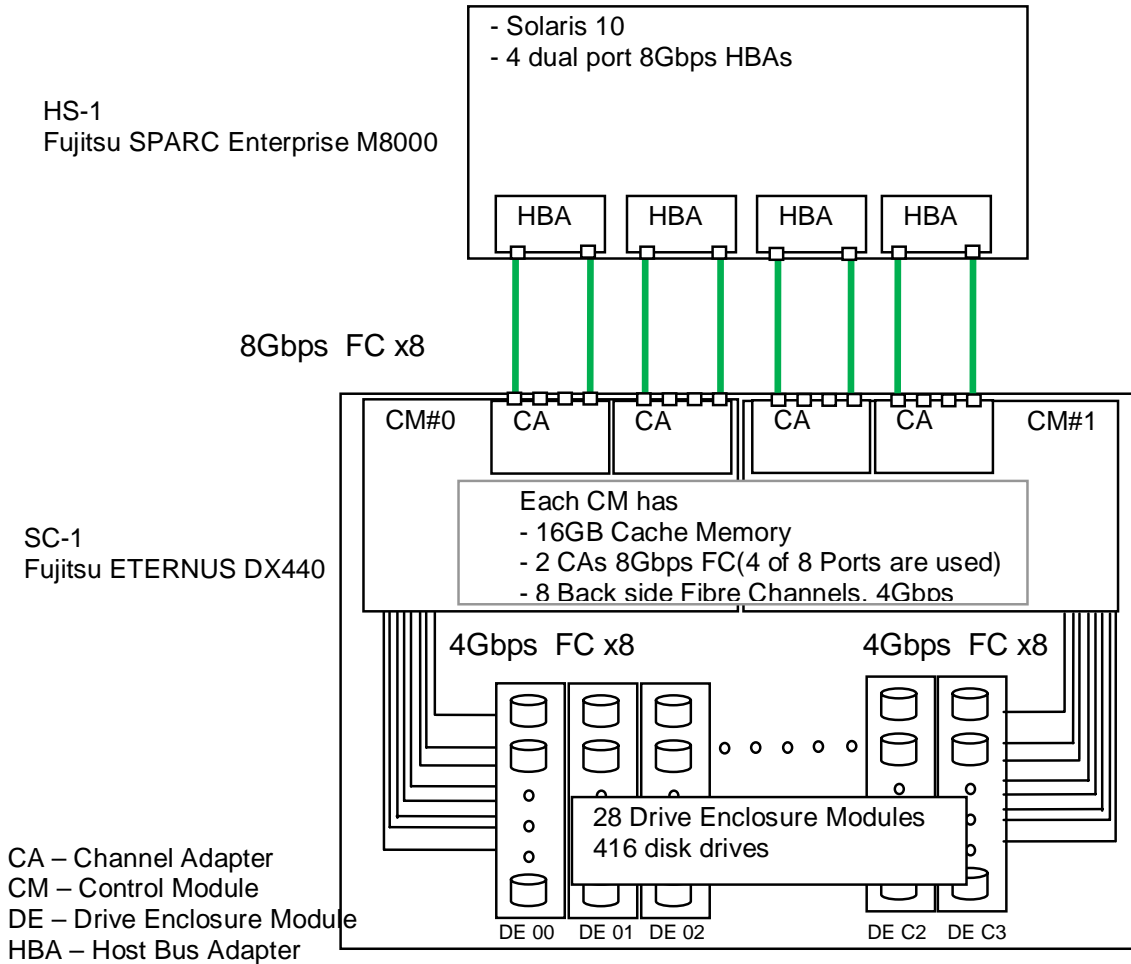 - Solaris 10
- 4 dual port 8Gbps HBAs
HS-1
Fujitsu SPARC Enterprise M8000
HBA
HBA
HBA
HBA
8Gbps FC x8
CM#0
CA
CA
CA
CA
CM#1
Each CM has
- 16GB Cache Memory
- 2 CAs 8Gbps FC(4 of 8 Ports are used)
- 8 Back side Fibre Channels. 4Gbps
SC-1
Fujitsu ETERNUS DX440
4Gbps FC x8
4Gbps FC x8
28 Drive Enclosure Modules
416 disk drives
CA – Channel Adapter
CM – Control Module
DE – Drive Enclosure Module
HBA – Host Bus Adapter
DE 00
DE 01
DE 02
DE C2
DE C3